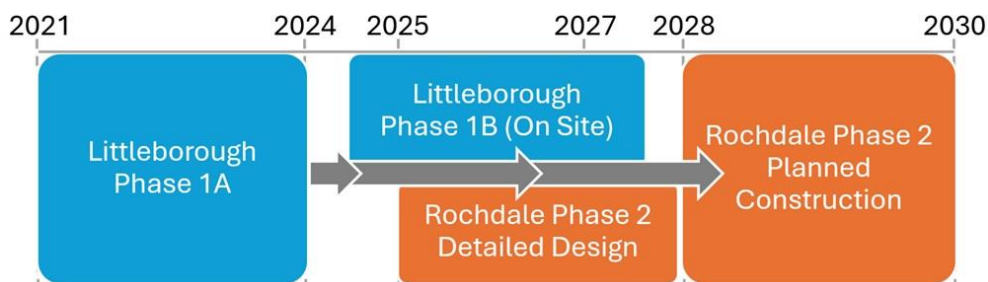 2021 2024 2025 2027 2028 2030
Littleborough
Phase 1A
Littleborough
Phase 1B (On Site)
Rochdale Phase 2
Detailed Design
Rochdale Phase 2
Planned
Construction